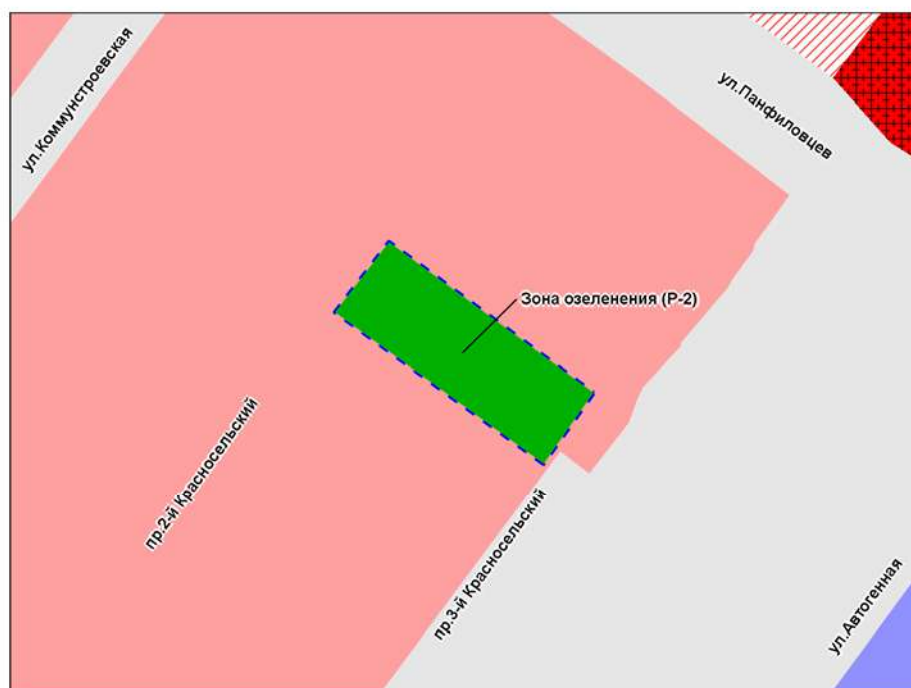 ул.Коммунстроевская
ул.Панфиловцев
Зона озеленения (Р-2)
пр.2-й Красносельский
пр.3-й Красносельский
ул.Автогенная